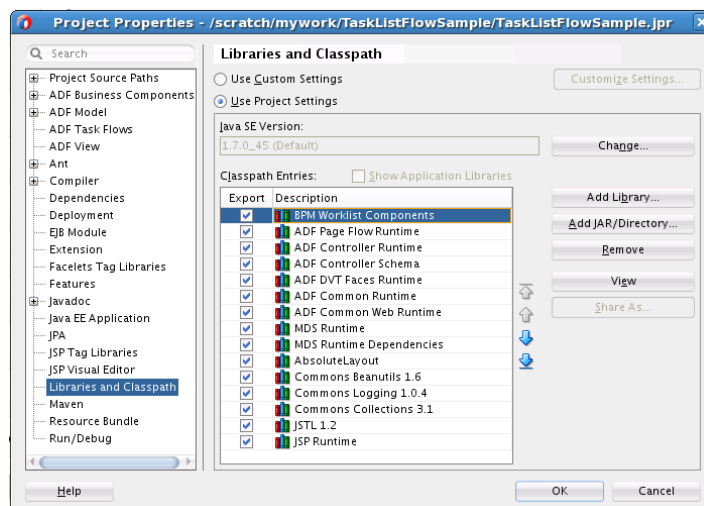 Project Properties - /scratch/mywork/TaskListFlowSample/TaskListFlowSample.jpr
Search
Project Source Paths
ADF Business Components
ADF Model
ADF Task Flows
ADF View
Ant
Compiler
Dependencies
Deployment
EJB Module
Extension
Facelets Tag Libraries
Features
Javadoc
Java EE Application
JPA
JSP Tag Libraries
JSP Visual Editor
Libraries and Classpath
Maven
Resource Bundle
Run/Debug
Libraries and Classpath
Use Custom Settings
Customize Settings...
Use Project Settings
Java SE Version:
1.7.0_45 (Default)
Change...
Classpath Entries:
Show Application Libraries
Export Description
BPM Worklist Components
ADF Page Flow Runtime
ADF Controller Runtime
ADF Controller Schema
ADF DVT Faces Runtime
ADF Common Runtime
ADF Common Web Runtime
MDS Runtime
MDS Runtime Dependencies
AbsoluteLayout
Commons Beanutils 1.6
Commons Logging 1.0.4
Commons Collections 3.1
JSTL 1.2
JSP Runtime
Add Library...
Add JAR/Directory...
Remove
View
Share As...
Help
OK
Cancel